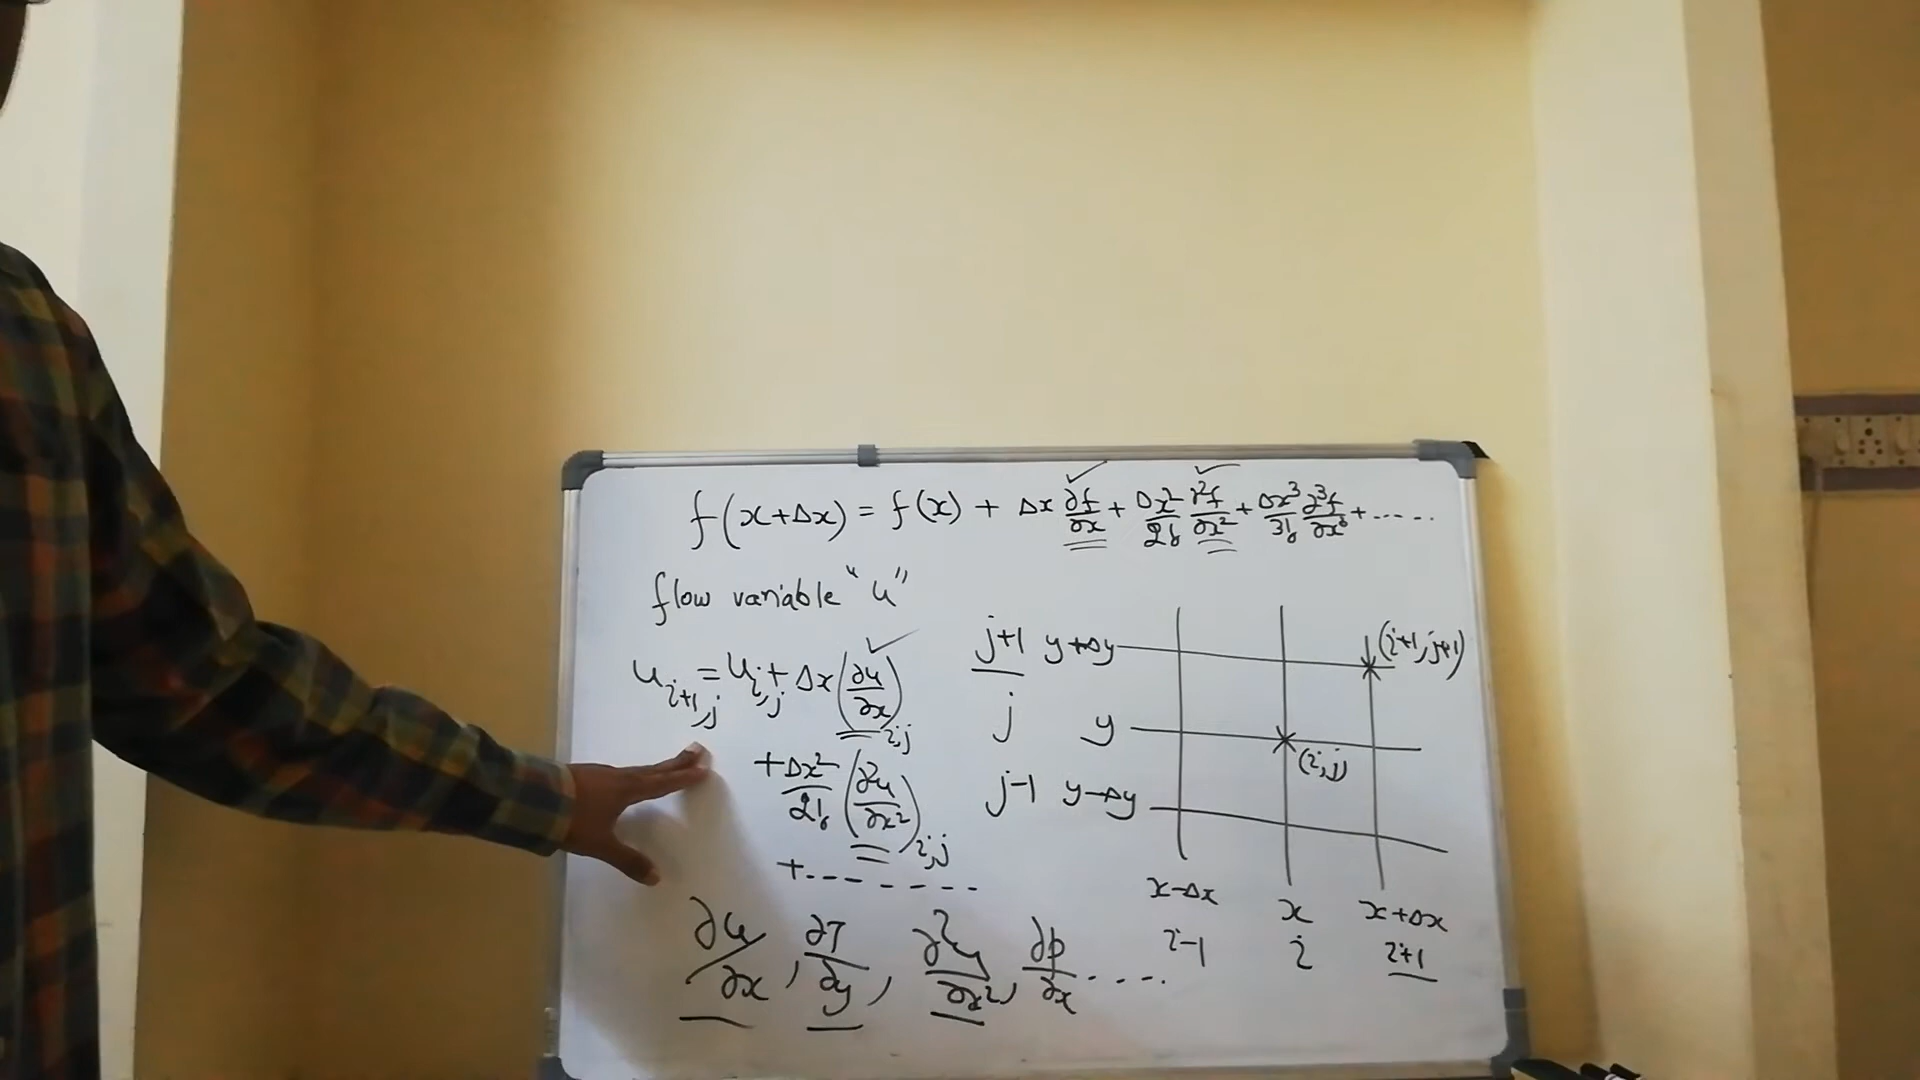 f(x+Δx) = f(x) + Δx ∂f/∂x + Δx²/2! ∂²f/∂x² + Δx³/3! ∂³f/∂x³ + .....
flow variable "u"
u_{i+1,j} = u_{i,j} + Δx (∂u/∂x)_{i,j}
+ Δx²/2! (∂²u/∂x²)_{i,j}
+ - - - - - - -
∂u/∂x , ∂T/∂y , ∂²u/∂x² , ∂p/∂x - - - -
j+1 y+Δy (i+1, j+1)
j y (i,j)
j-1 y-Δy
x-Δx x x+Δx
i-1 i i+1